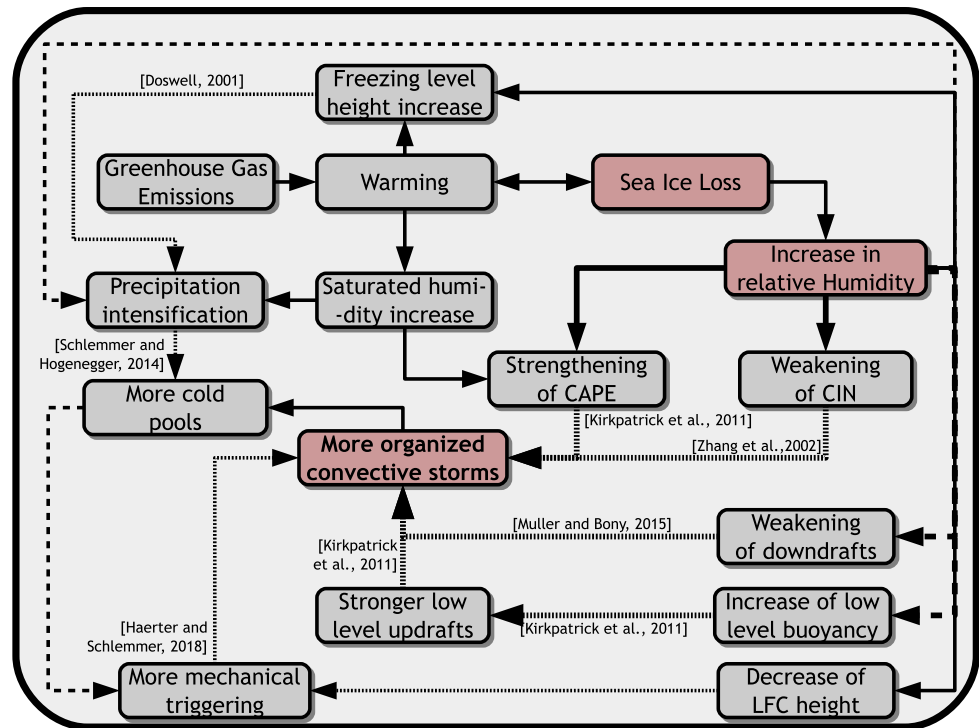 [Doswell, 2001]
Freezing level
height increase
Greenhouse Gas
Emissions
Warming
Sea Ice Loss
Increase in
relative Humidity
Precipitation
intensification
Saturated humi-
-dity increase
[Schlemmer and
Hogenegger, 2014]
Strengthening
of CAPE
Weakening
of CIN
More cold
pools
[Kirkpatrick et al., 2011]
More organized
convective storms
[Zhang et al.,2002]
[Muller and Bony, 2015]
Weakening
of downdrafts
[Kirkpatrick
et al., 2011]
Stronger low
level updrafts
[Kirkpatrick et al., 2011]
Increase of low
level buoyancy
[Haerter and
Schlemmer, 2018]
More mechanical
triggering
Decrease of
LFC height